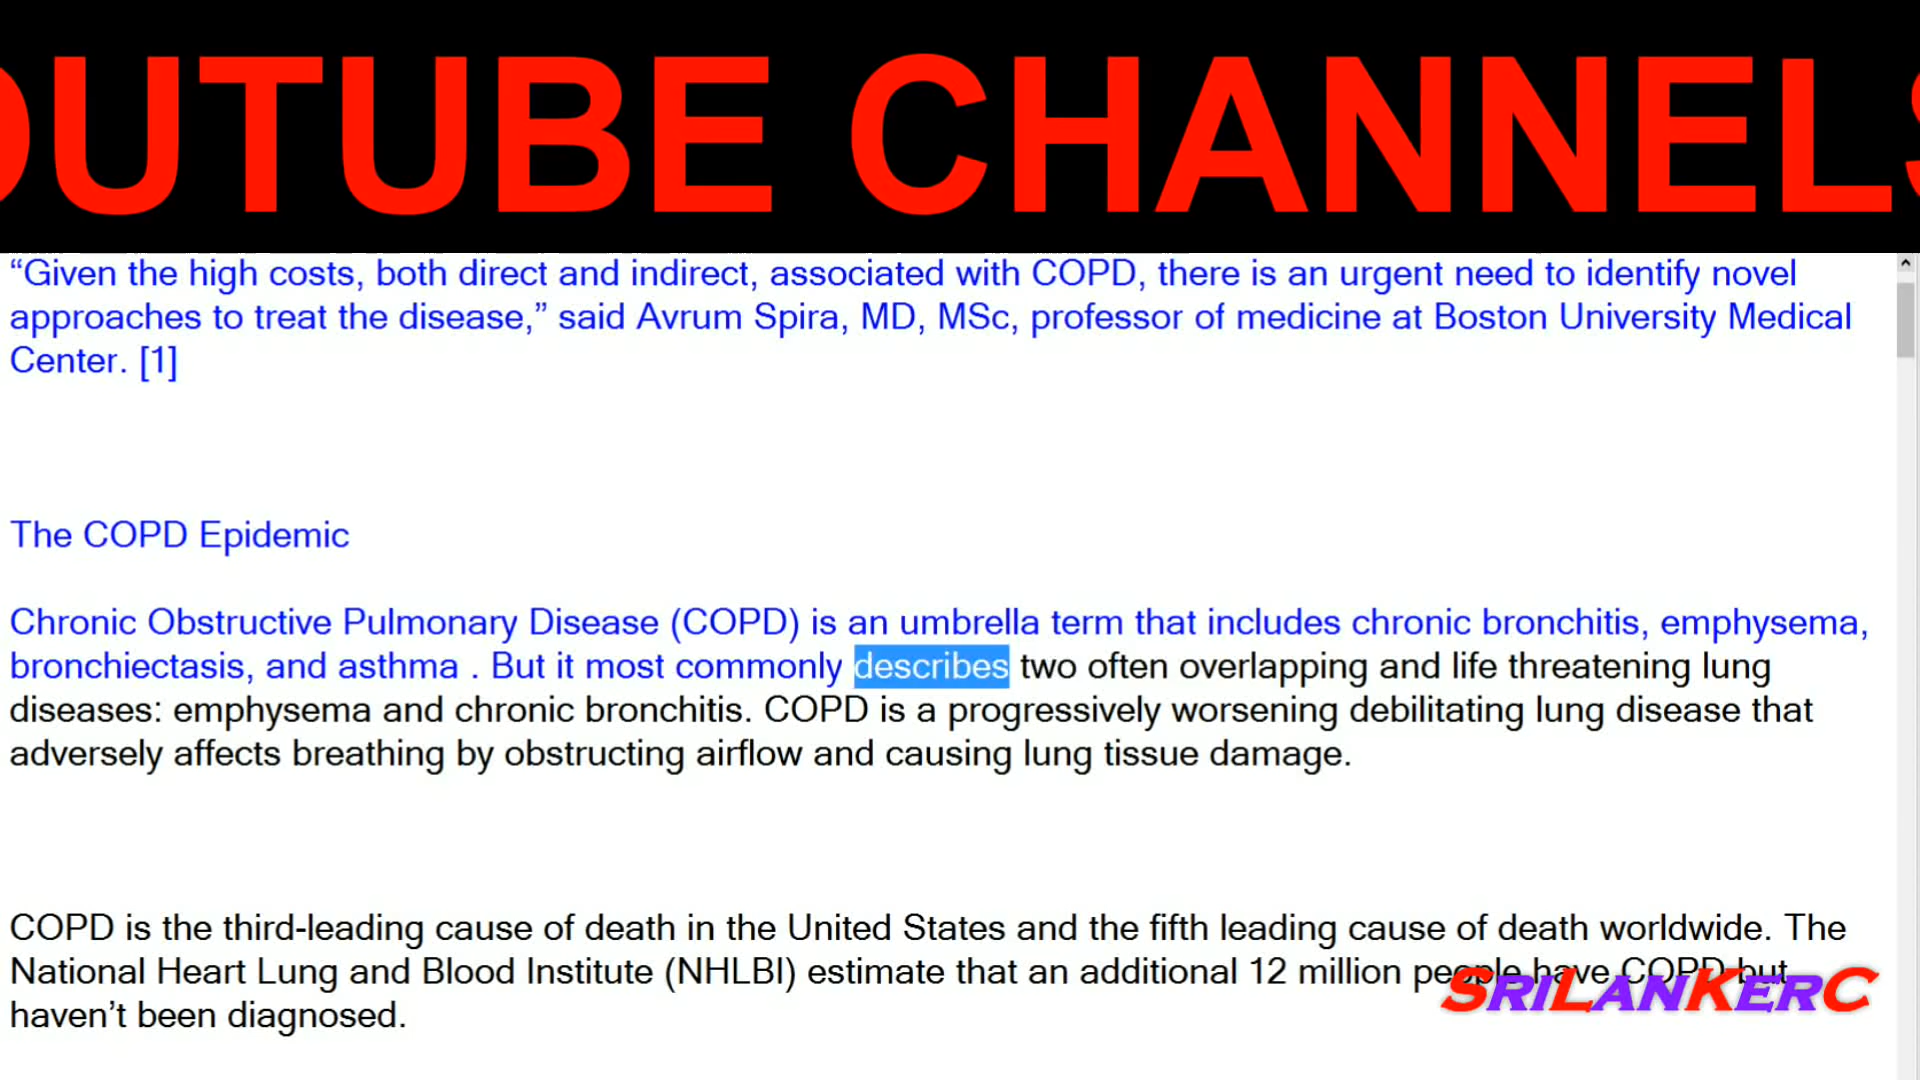 OUTUBE CHANNELS
“Given the high costs, both direct and indirect, associated with COPD, there is an urgent need to identify novel
approaches to treat the disease,” said Avrum Spira, MD, MSc, professor of medicine at Boston University Medical
Center. [1]
The COPD Epidemic
Chronic Obstructive Pulmonary Disease (COPD) is an umbrella term that includes chronic bronchitis, emphysema,
bronchiectasis, and asthma . But it most commonly describes two often overlapping and life threatening lung
diseases: emphysema and chronic bronchitis. COPD is a progressively worsening debilitating lung disease that
adversely affects breathing by obstructing airflow and causing lung tissue damage.
COPD is the third-leading cause of death in the United States and the fifth leading cause of death worldwide. The
National Heart Lung and Blood Institute (NHLBI) estimate that an additional 12 million people have COPD but
haven’t been diagnosed.
SRILANKERC